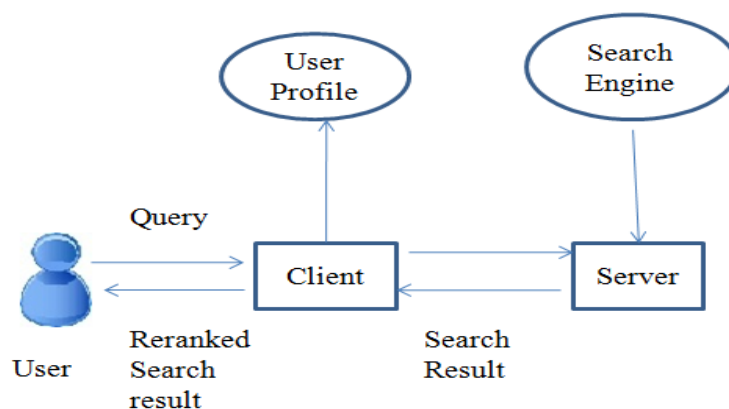 User
Profile
Search
Engine
Query
Client
Server
User
Reranked
Search
result
Search
Result